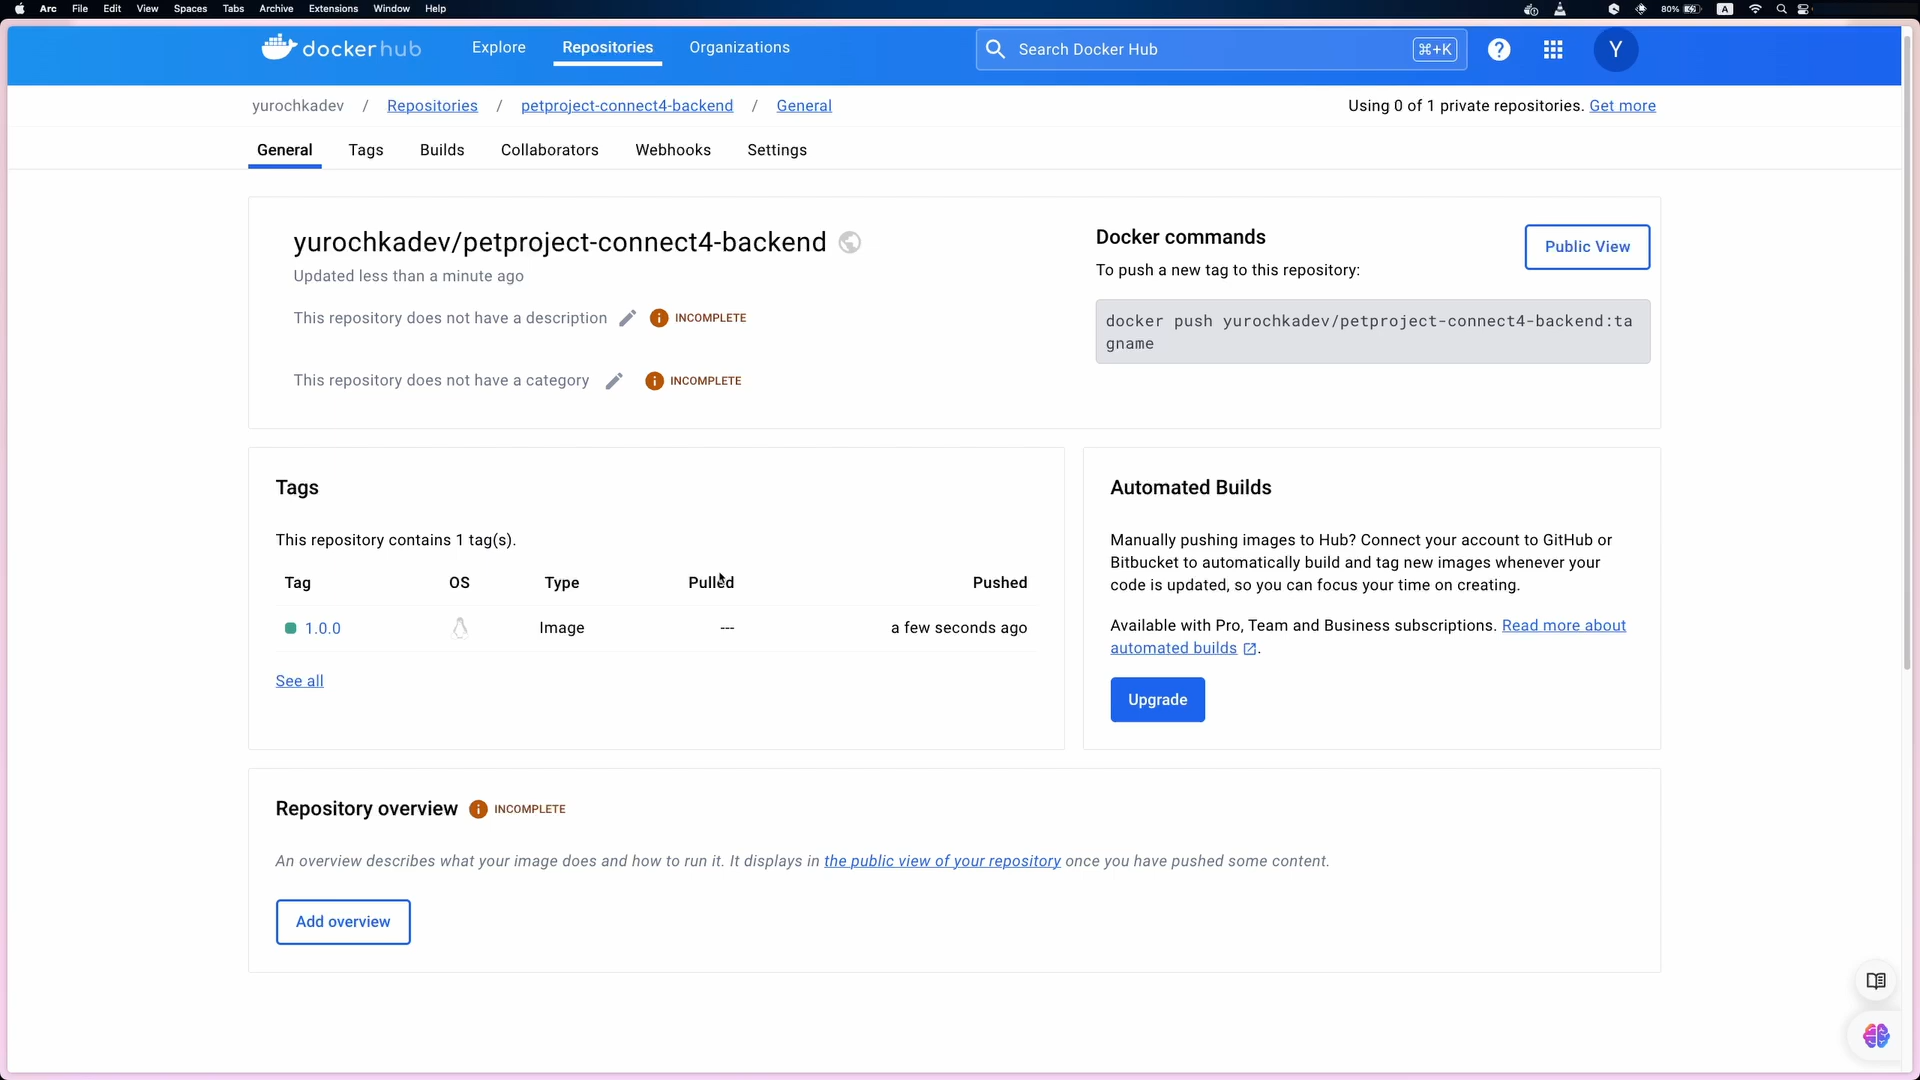 Arc File Edit View Spaces Tabs Archive Extensions Window Help 80% A
dockerhub Explore Repositories Organizations Search Docker Hub ⌘+K ? Y
yurochkadev / Repositories / petproject-connect4-backend / General Using 0 of 1 private repositories. Get more
General Tags Builds Collaborators Webhooks Settings
yurochkadev/petproject-connect4-backend
Updated less than a minute ago
This repository does not have a description INCOMPLETE
This repository does not have a category INCOMPLETE
Docker commands
Public View
To push a new tag to this repository:
docker push yurochkadev/petproject-connect4-backend:ta
gname
Tags
This repository contains 1 tag(s).
Tag OS Type Pulled Pushed
1.0.0 Image --- a few seconds ago
See all
Automated Builds
Manually pushing images to Hub? Connect your account to GitHub or
Bitbucket to automatically build and tag new images whenever your
code is updated, so you can focus your time on creating.
Available with Pro, Team and Business subscriptions. Read more about
automated builds .
Upgrade
Repository overview INCOMPLETE
An overview describes what your image does and how to run it. It displays in the public view of your repository once you have pushed some content.
Add overview